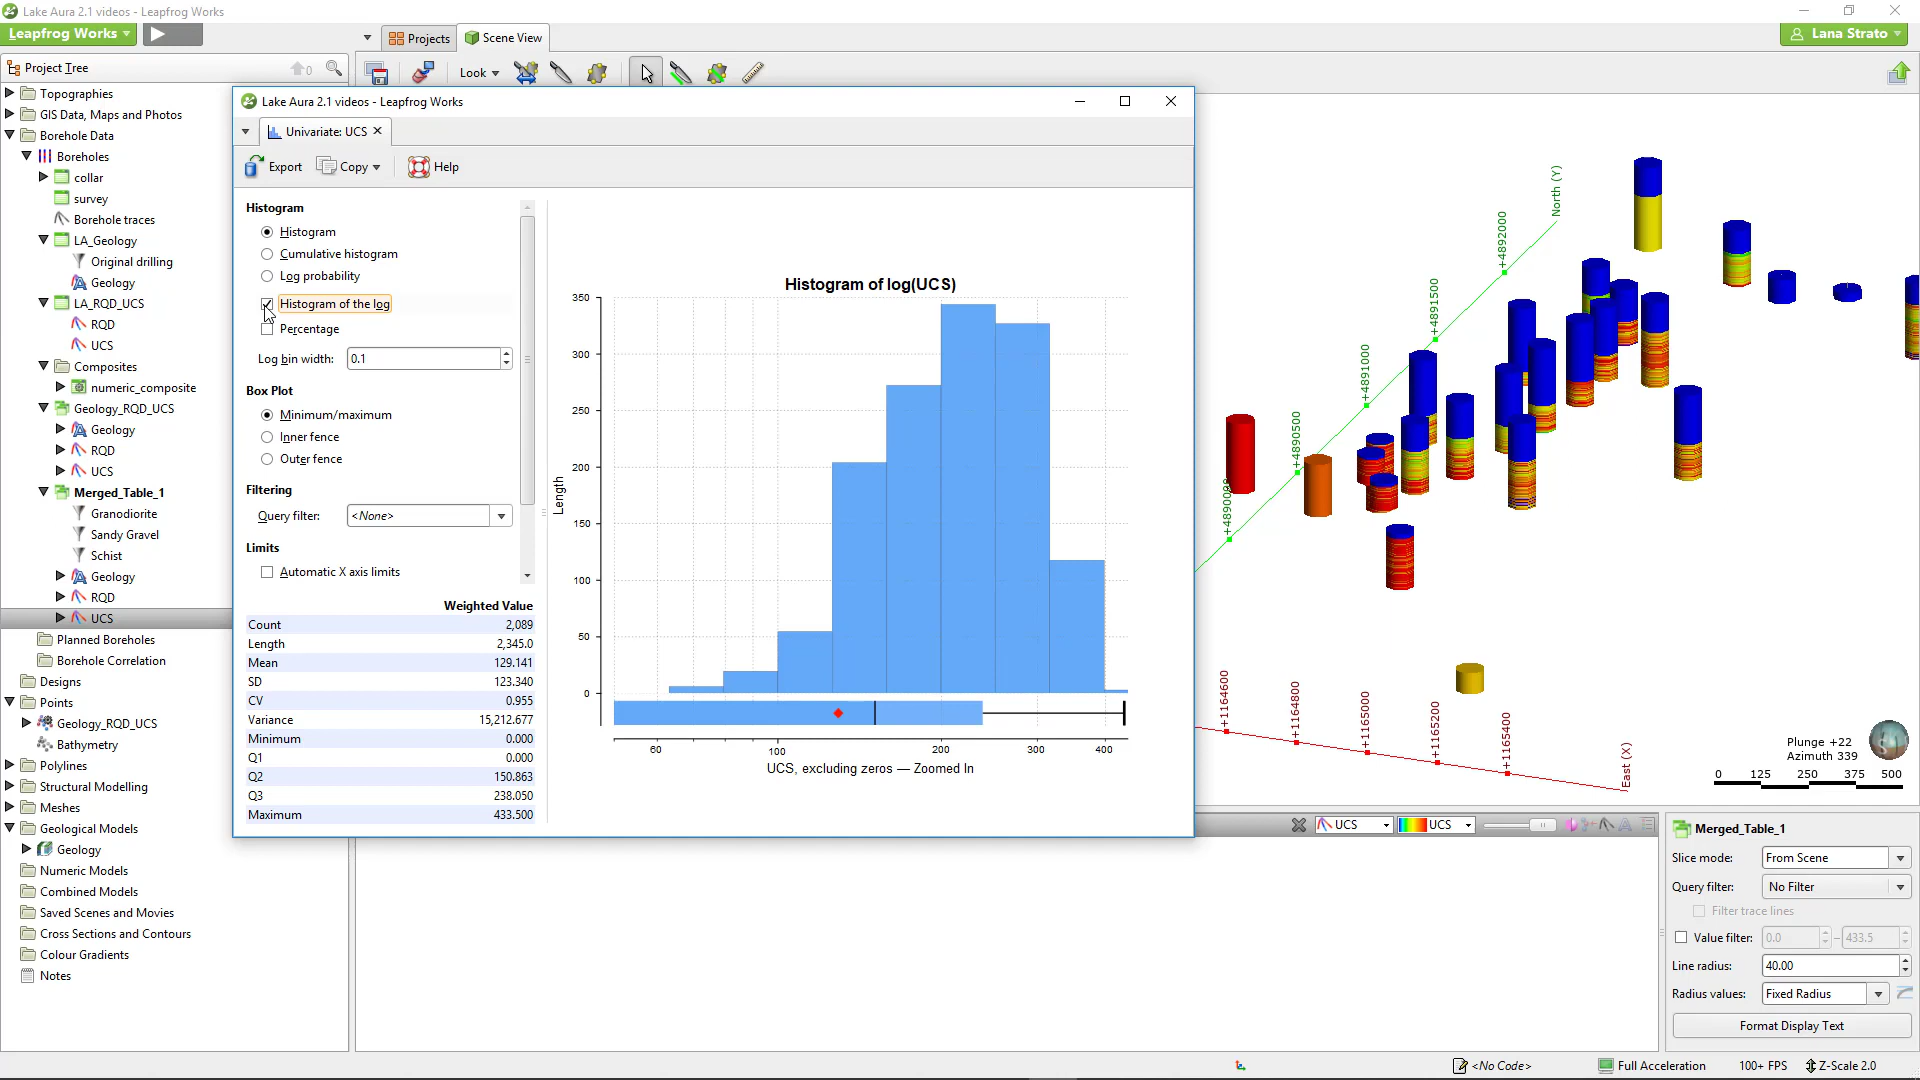 Lake Aura 2.1 videos - Leapfrog Works
Leapfrog Works
Projects
Scene View
Lana Strato
Project Tree
0
Look
Topographies
GIS Data, Maps and Photos
Borehole Data
Boreholes
collar
survey
Borehole traces
LA_Geology
Original drilling
Geology
LA_RQD_UCS
RQD
UCS
Composites
numeric_composite
Geology_RQD_UCS
Geology
RQD
UCS
Merged_Table_1
Granodiorite
Sandy Gravel
Schist
Geology
RQD
UCS
Planned Boreholes
Borehole Correlation
Designs
Points
Geology_RQD_UCS
Bathymetry
Polylines
Structural Modelling
Meshes
Geological Models
Geology
Numeric Models
Combined Models
Saved Scenes and Movies
Cross Sections and Contours
Colour Gradients
Notes
Lake Aura 2.1 videos - Leapfrog Works
Univariate: UCS
Export
Copy
Help
Histogram
Histogram
Cumulative histogram
Log probability
Histogram of the log
Percentage
Log bin width: 0.1
Box Plot
Minimum/maximum
Inner fence
Outer fence
Filtering
Query filter: <None>
Limits
Automatic X axis limits
Weighted Value
Count 2,089
Length 2,345.0
Mean 129.141
SD 123.340
CV 0.955
Variance 15,212.677
Minimum 0.000
Q1 0.000
Q2 150.863
Q3 238.050
Maximum 433.500
Histogram of log(UCS)
350
300
250
200
150
100
50
0
Length
60 100 200 300 400
UCS, excluding zeros — Zoomed In
North (Y)
+4892000
+4891500
+4891000
+4890500
+4890000
+1164600
+1164800
+1165000
+1165200
+1165400
East (X)
Plunge +22
Azimuth 339
0 125 250 375 500
UCS
UCS
Merged_Table_1
Slice mode: From Scene
Query filter: No Filter
Filter trace lines
Value filter: 0.0 – 433.5
Line radius: 40.00
Radius values: Fixed Radius
Format Display Text
<No Code>
Full Acceleration
100+ FPS
Z-Scale 2.0